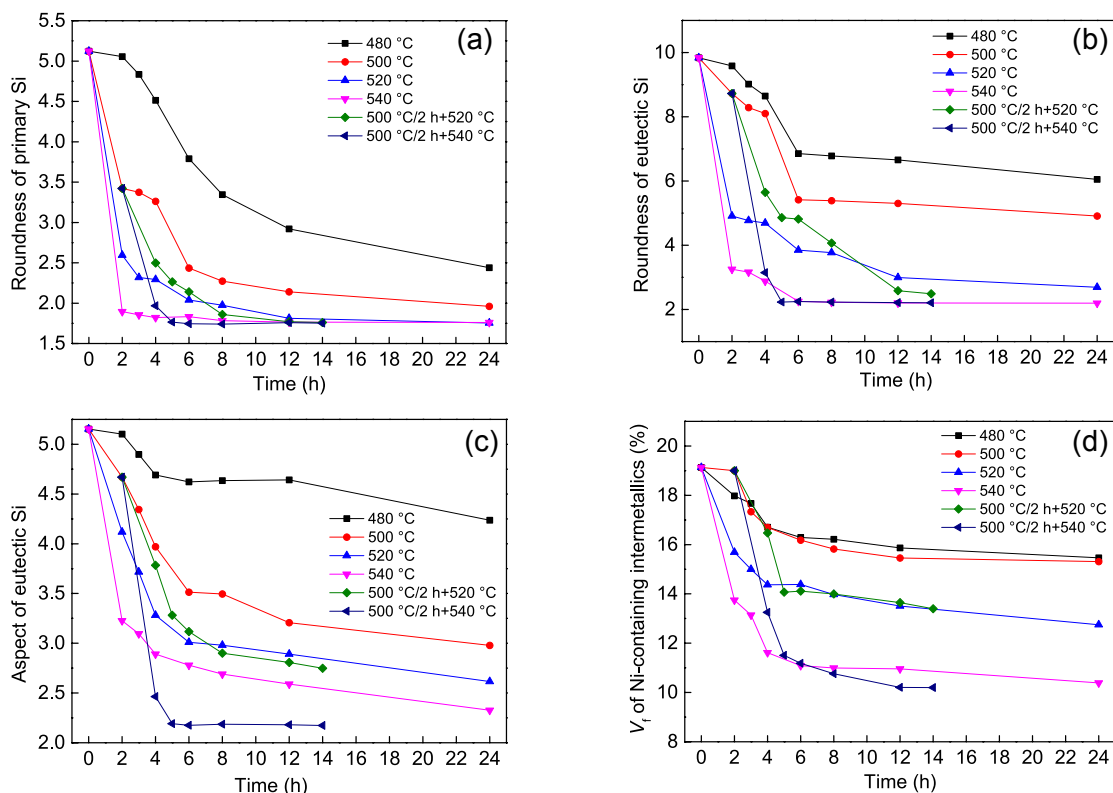 (a)
Roundness of primary Si
5.5
5.0
4.5
4.0
3.5
3.0
2.5
2.0
1.5
480 °C
500 °C
520 °C
540 °C
500 °C/2 h+520 °C
500 °C/2 h+540 °C
0 2 4 6 8 10 12 14 16 18 20 22 24
Time (h)
(b)
Roundness of eutectic Si
10
8
6
4
2
480 °C
500 °C
520 °C
540 °C
500 °C/2 h+520 °C
500 °C/2 h+540 °C
0 2 4 6 8 10 12 14 16 18 20 22 24
Time (h)
(c)
Aspect of eutectic Si
5.0
4.5
4.0
3.5
3.0
2.5
2.0
480 °C
500 °C
520 °C
540 °C
500 °C/2 h+520 °C
500 °C/2 h+540 °C
0 2 4 6 8 10 12 14 16 18 20 22 24
Time (h)
(d)
Vf of Ni-containing intermetallics (%)
20
18
16
14
12
10
8
480 °C
500 °C
520 °C
540 °C
500 °C/2 h+520 °C
500 °C/2 h+540 °C
0 2 4 6 8 10 12 14 16 18 20 22 24
Time (h)